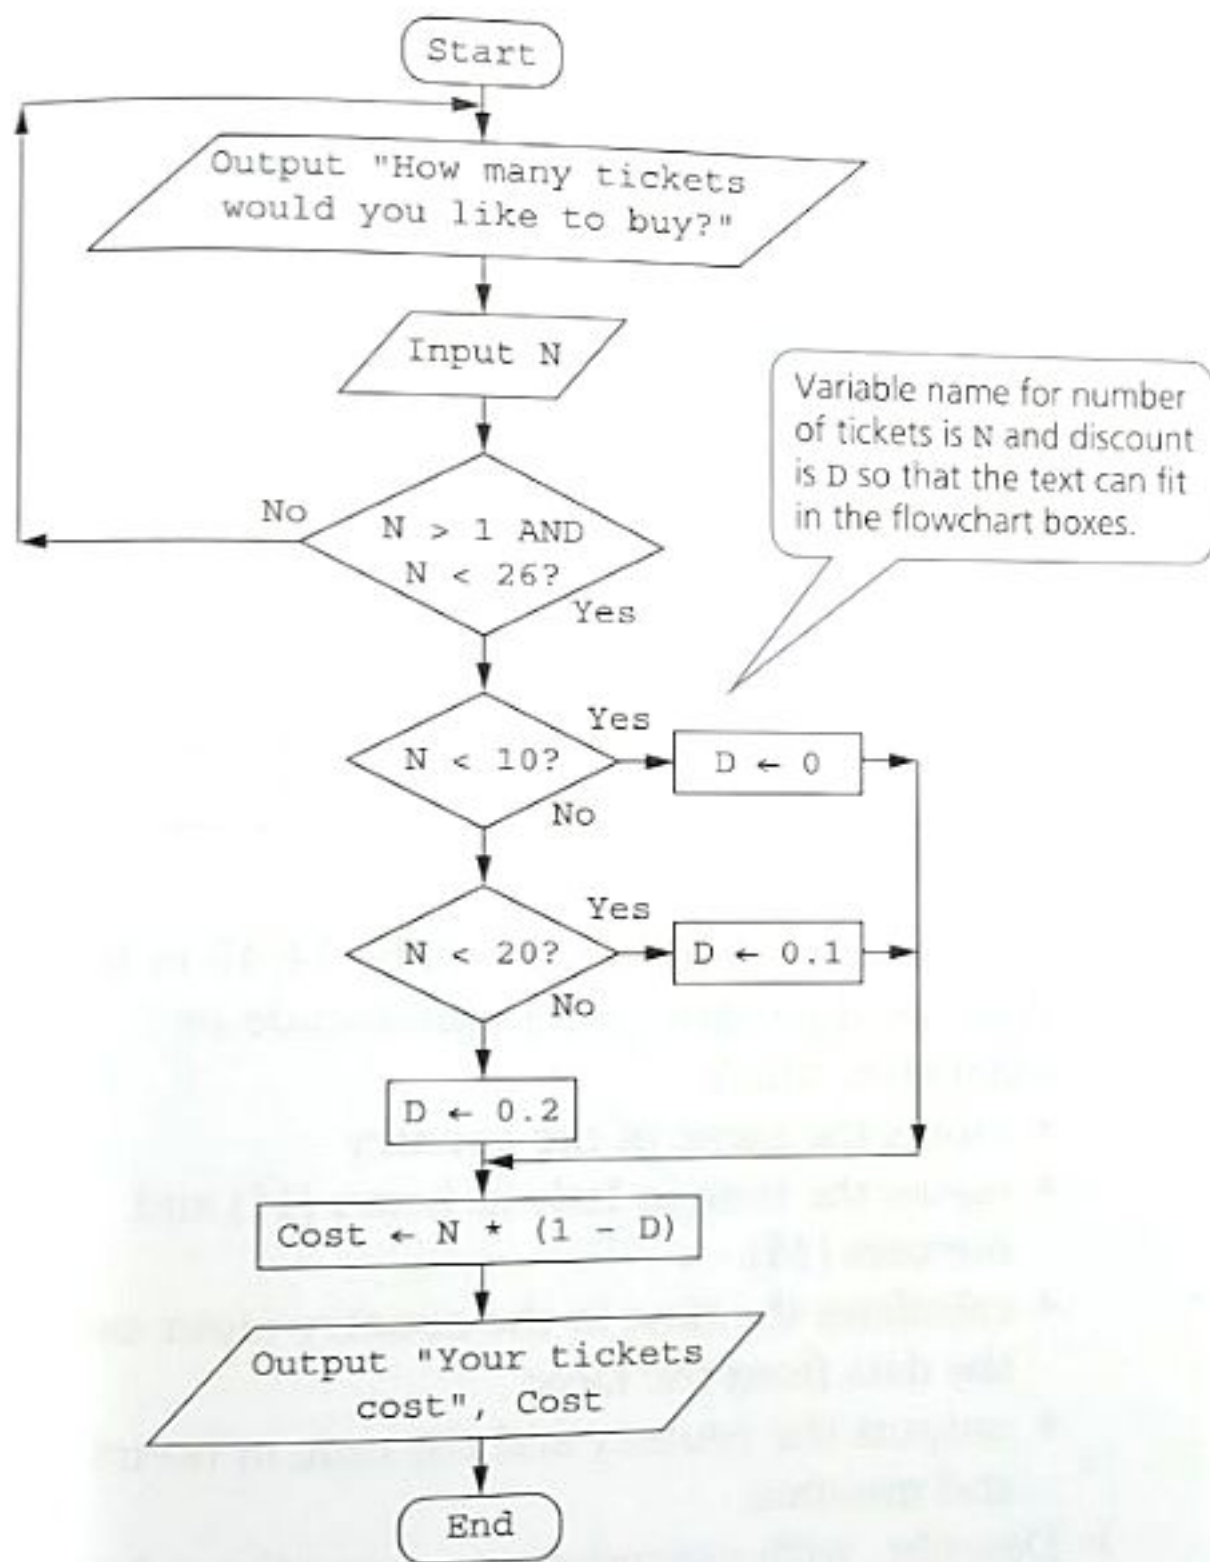 Start
Output "How many tickets
would you like to buy?"
Input N
Variable name for number
of tickets is N and discount
is D so that the text can fit
in the flowchart boxes.
No
N > 1 AND
N < 26?
Yes
N < 10?
Yes
D ← 0
No
N < 20?
Yes
D ← 0.1
No
D ← 0.2
Cost ← N * (1 - D)
Output "Your tickets
cost", Cost
End